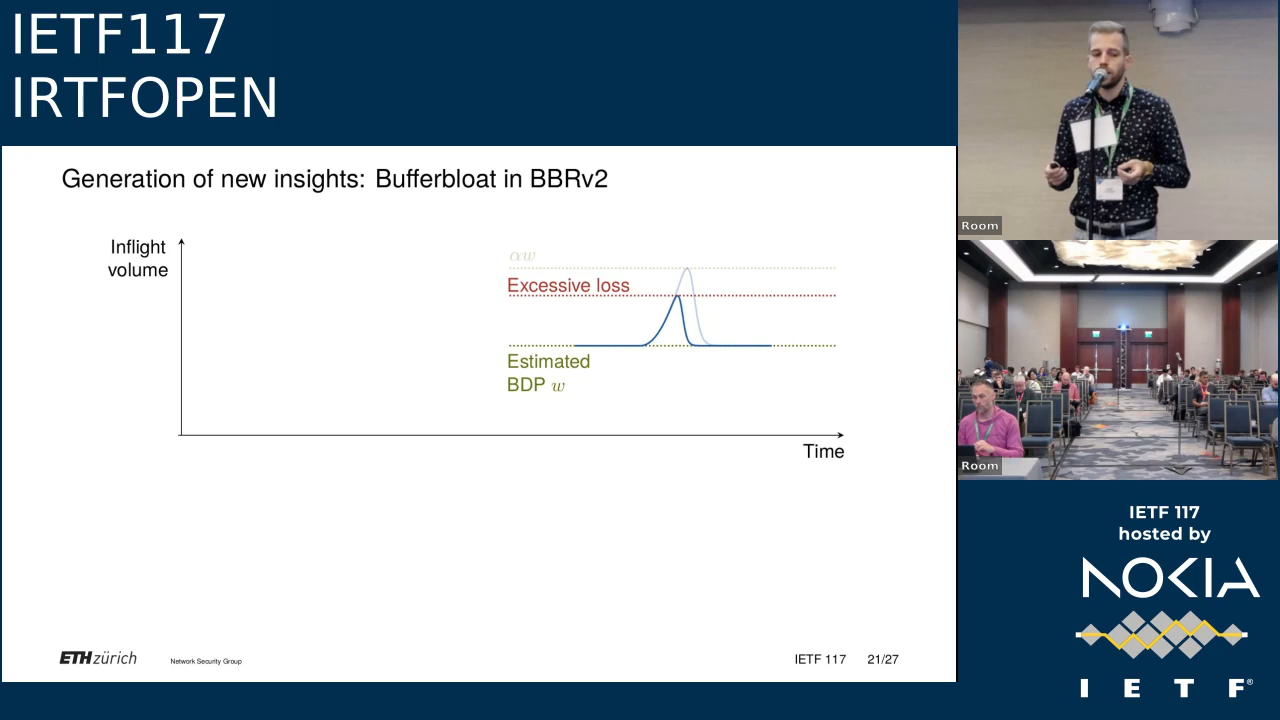 IETF117
IRTFOPEN
Generation of new insights: Bufferbloat in BBRv2
Inflight
volume
αw
Excessive loss
Estimated
BDP w
Time
ETH zürich
Network Security Group
IETF 117
21/27
Room
Room
IETF 117
hosted by
NOKIA
I E T F®